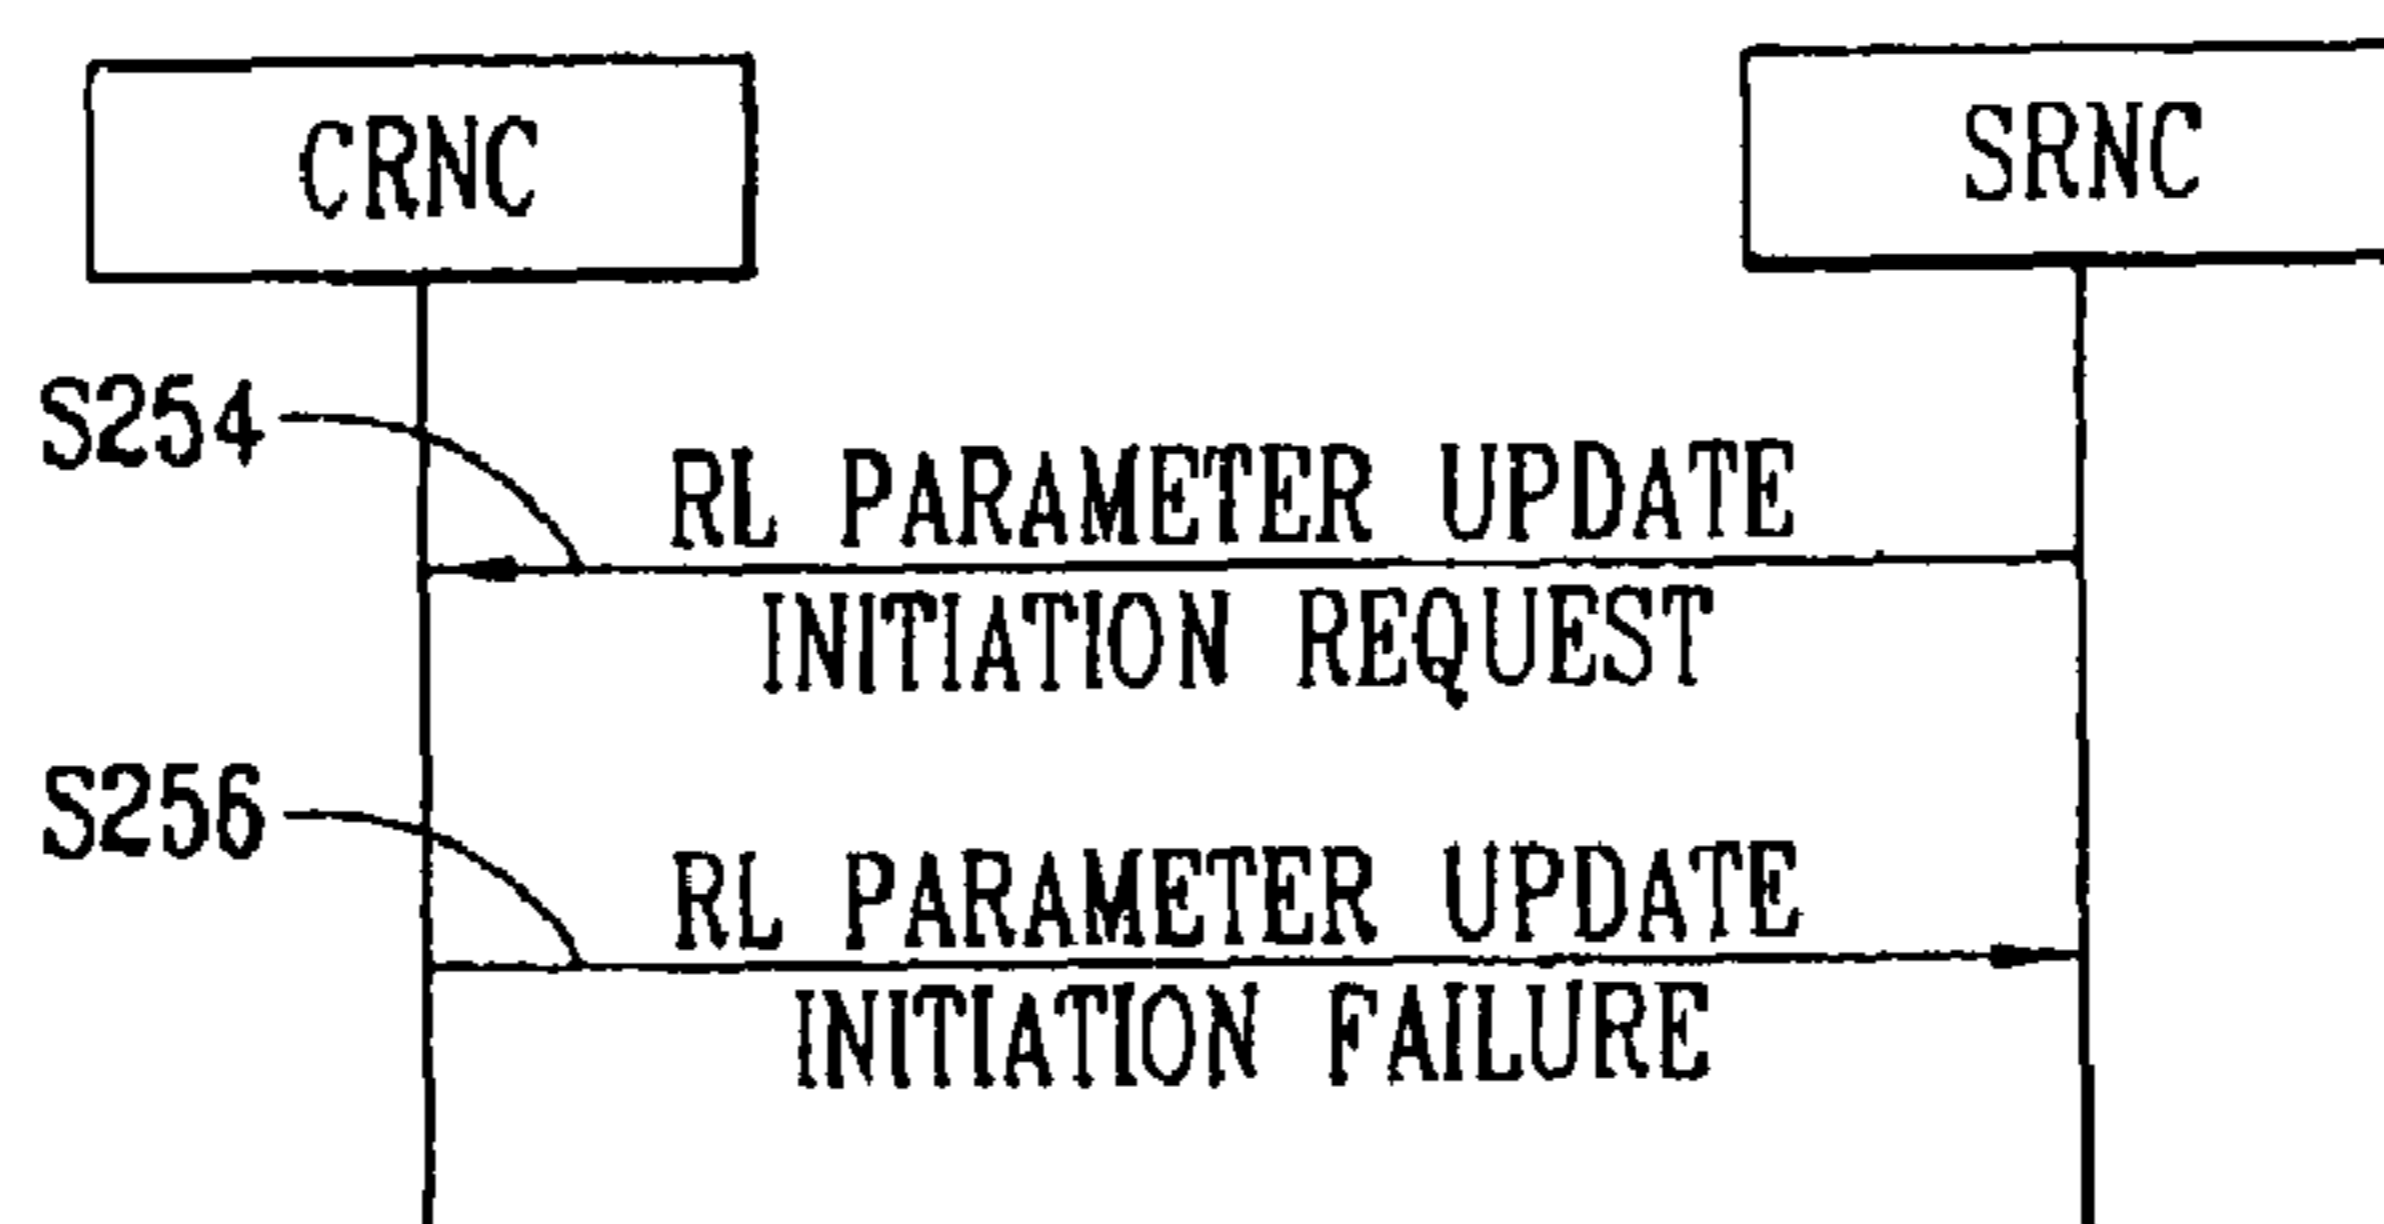 CRNC
SRNC
S254
RL PARAMETER UPDATE
INITIATION REQUEST
S256
RL PARAMETER UPDATE
INITIATION FAILURE